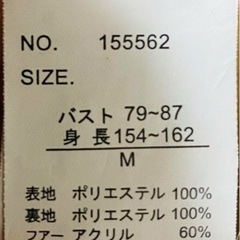 NO. 155562
SIZE.
バスト 79~87
身長 154~162
M
表地 ポリエステル 100%
裏地 ポリエステル 100%
ファー アクリル 60%